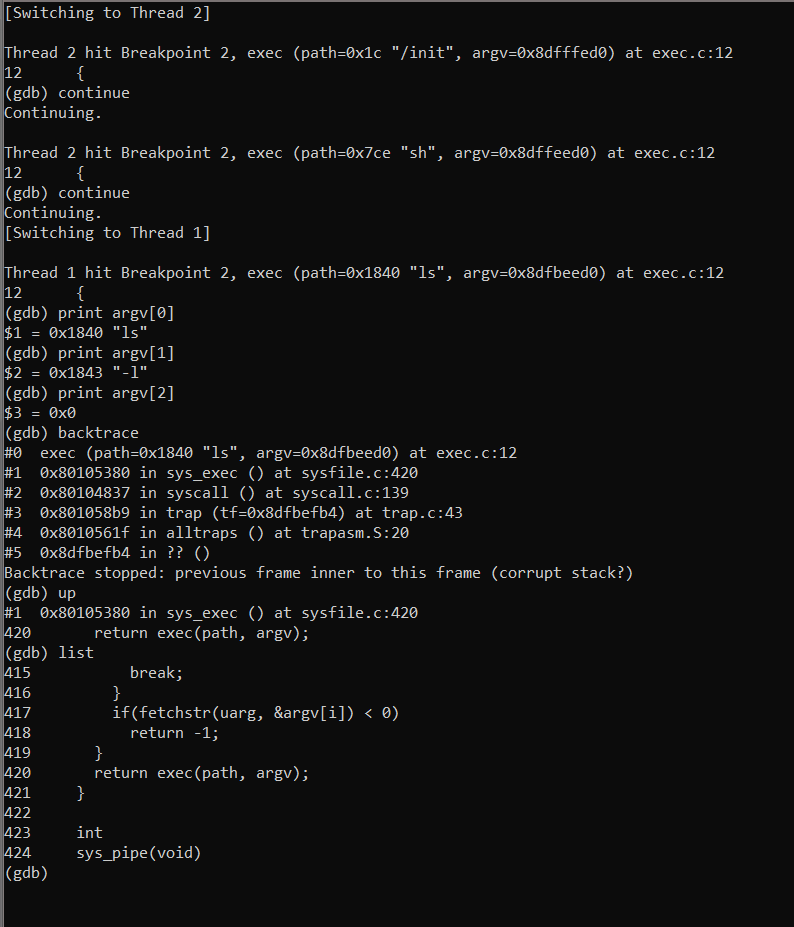 [Switching to Thread 2]

Thread 2 hit Breakpoint 2, exec (path=0x1c "/init", argv=0x8dfffed0) at exec.c:12
12      {
(gdb) continue
Continuing.

Thread 2 hit Breakpoint 2, exec (path=0x7ce "sh", argv=0x8dffeed0) at exec.c:12
12      {
(gdb) continue
Continuing.
[Switching to Thread 1]

Thread 1 hit Breakpoint 2, exec (path=0x1840 "ls", argv=0x8dfbeed0) at exec.c:12
12      {
(gdb) print argv[0]
$1 = 0x1840 "ls"
(gdb) print argv[1]
$2 = 0x1843 "-l"
(gdb) print argv[2]
$3 = 0x0
(gdb) backtrace
#0  exec (path=0x1840 "ls", argv=0x8dfbeed0) at exec.c:12
#1  0x80105380 in sys_exec () at sysfile.c:420
#2  0x80104837 in syscall () at syscall.c:139
#3  0x801058b9 in trap (tf=0x8dfbefb4) at trap.c:43
#4  0x8010561f in alltraps () at trapasm.S:20
#5  0x8dfbefb4 in ?? ()
Backtrace stopped: previous frame inner to this frame (corrupt stack?)
(gdb) up
#1  0x80105380 in sys_exec () at sysfile.c:420
420       return exec(path, argv);
(gdb) list
415           break;
416         }
417         if(fetchstr(uarg, &argv[i]) < 0)
418           return -1;
419       }
420       return exec(path, argv);
421     }
422
423     int
424     sys_pipe(void)
(gdb)